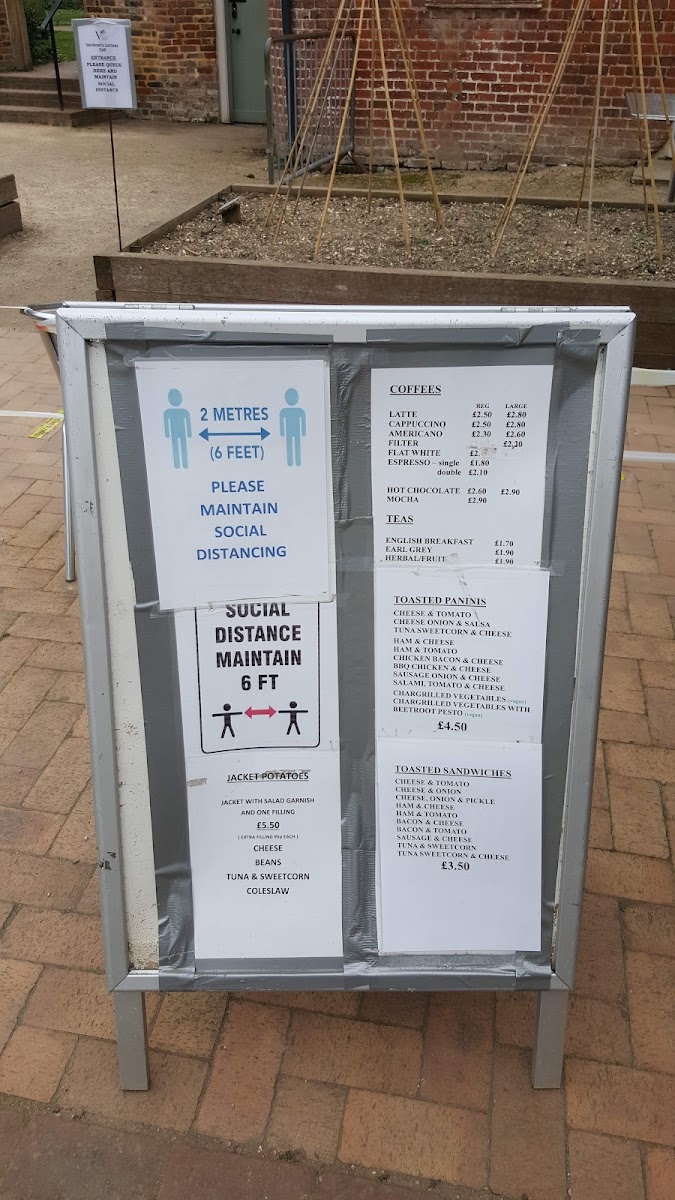 ENTRANCE
PLEASE QUEUE
HERE AND
MAINTAIN
SOCIAL
DISTANCE
2 METRES
(6 FEET)
PLEASE
MAINTAIN
SOCIAL
DISTANCING
SOCIAL
DISTANCE
MAINTAIN
6 FT
JACKET POTATOES
JACKET WITH SALAD GARNISH
AND ONE FILLING
£5.50
( EXTRA FILLING 99p EACH )
CHEESE
BEANS
TUNA & SWEETCORN
COLESLAW
COFFEES
REG LARGE
LATTE £2.50 £2.80
CAPPUCCINO £2.50 £2.80
AMERICANO £2.30 £2.60
FILTER £2.20
FLAT WHITE £2.
ESPRESSO – single £1.80
double £2.10
HOT CHOCOLATE £2.60 £2.90
MOCHA £2.90
TEAS
ENGLISH BREAKFAST £1.70
EARL GREY £1.90
HERBAL/FRUIT £1.90
TOASTED PANINIS
CHEESE & TOMATO
CHEESE ONION & SALSA
TUNA SWEETCORN & CHEESE
HAM & CHEESE
HAM & TOMATO
CHICKEN BACON & CHEESE
BBQ CHICKEN & CHEESE
SAUSAGE ONION & CHEESE
SALAMI, TOMATO & CHEESE
CHARGRILLED VEGETABLES (vegan)
CHARGRILLED VEGETABLES WITH
BEETROOT PESTO (vegan)
£4.50
TOASTED SANDWICHES
CHEESE & TOMATO
CHEESE & ONION
CHEESE, ONION & PICKLE
HAM & CHEESE
HAM & TOMATO
BACON & CHEESE
BACON & TOMATO
SAUSAGE & CHEESE
TUNA & SWEETCORN
TUNA SWEETCORN & CHEESE
£3.50